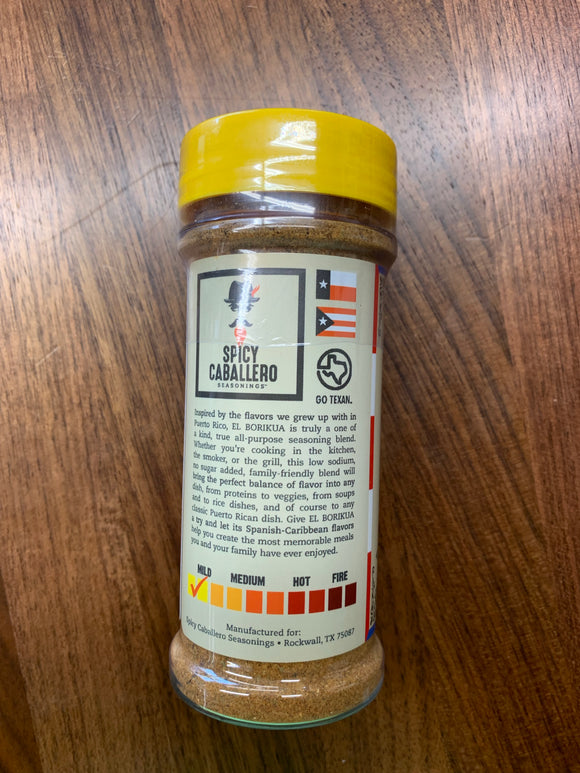 SPICY
CABALLERO
SEASONINGS™
GO TEXAN.
Inspired by the flavors we grew up with in
Puerto Rico, EL BORIKUA is truly a one of
a kind, true all-purpose seasoning blend.
Whether you're cooking in the kitchen,
the smoker, or the grill, this low sodium,
no sugar added, family-friendly blend will
bring the perfect balance of flavor into any
dish, from proteins to veggies, from soups
and to rice dishes, and of course to any
classic Puerto Rican dish. Give EL BORIKUA
a try and let its Spanish-Caribbean flavors
help you create the most memorable meals
you and your family have ever enjoyed.
MILD MEDIUM HOT FIRE
Manufactured for:
Spicy Caballero Seasonings • Rockwall, TX 75087